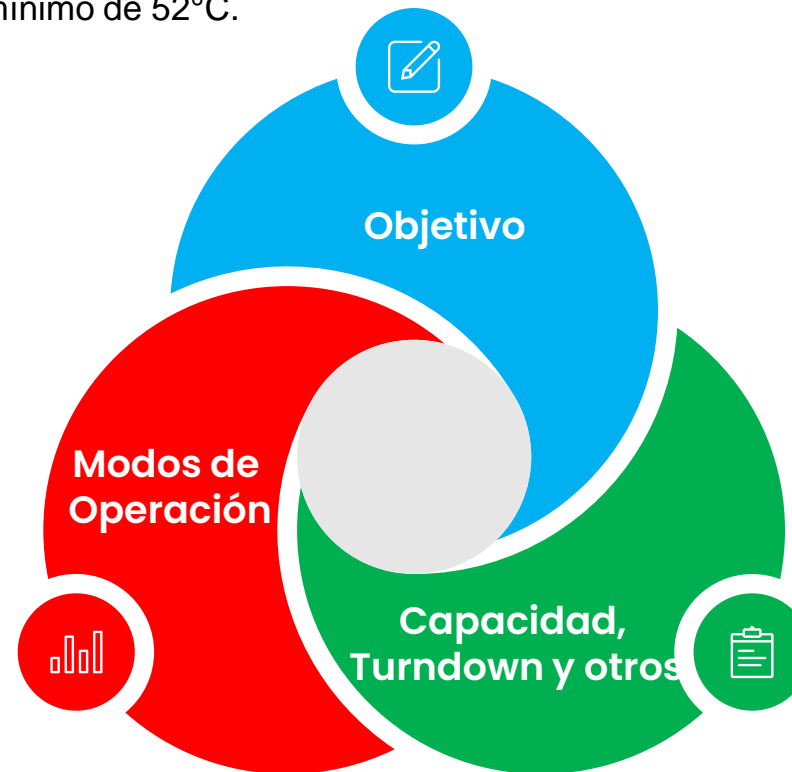 mínimo de 52°C.
Objetivo
Modos de
Operación
Capacidad,
Turndown y otros